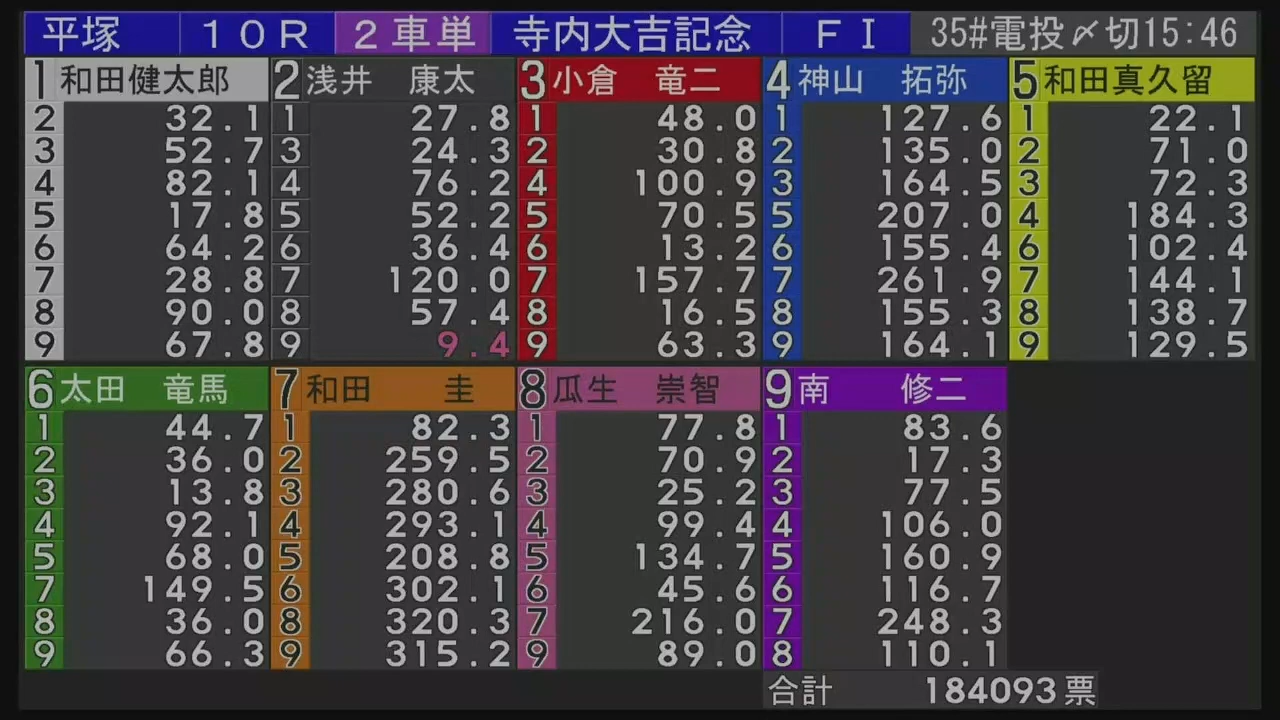 平塚 10R 2車単 寺内大吉記念 FⅠ 35#電投〆切15:46
1 和田健太郎 2 浅井 康太 3 小倉 竜二 4 神山 拓弥 5 和田真久留
2 32.1 1 27.8 1 48.0 1 127.6 1 22.1
3 52.7 3 24.3 2 30.8 2 135.0 2 71.0
4 82.1 4 76.2 4 100.9 3 164.5 3 72.3
5 17.8 5 52.2 5 70.5 5 207.0 4 184.3
6 64.2 6 36.4 6 13.2 6 155.4 6 102.4
7 28.8 7 120.0 7 157.7 7 261.9 7 144.1
8 90.0 8 57.4 8 16.5 8 155.3 8 138.7
9 67.8 9 9.4 9 63.3 9 164.1 9 129.5
6 太田 竜馬 7 和田 圭 8 瓜生 崇智 9 南 修二
1 44.7 1 82.3 1 77.8 1 83.6
2 36.0 2 259.5 2 70.9 2 17.3
3 13.8 3 280.6 3 25.2 3 77.5
4 92.1 4 293.1 4 99.4 4 106.0
5 68.0 5 208.8 5 134.7 5 160.9
7 149.5 6 302.1 6 45.6 6 116.7
8 36.0 8 320.3 7 216.0 7 248.3
9 66.3 9 315.2 9 89.0 8 110.1
合計 184093票